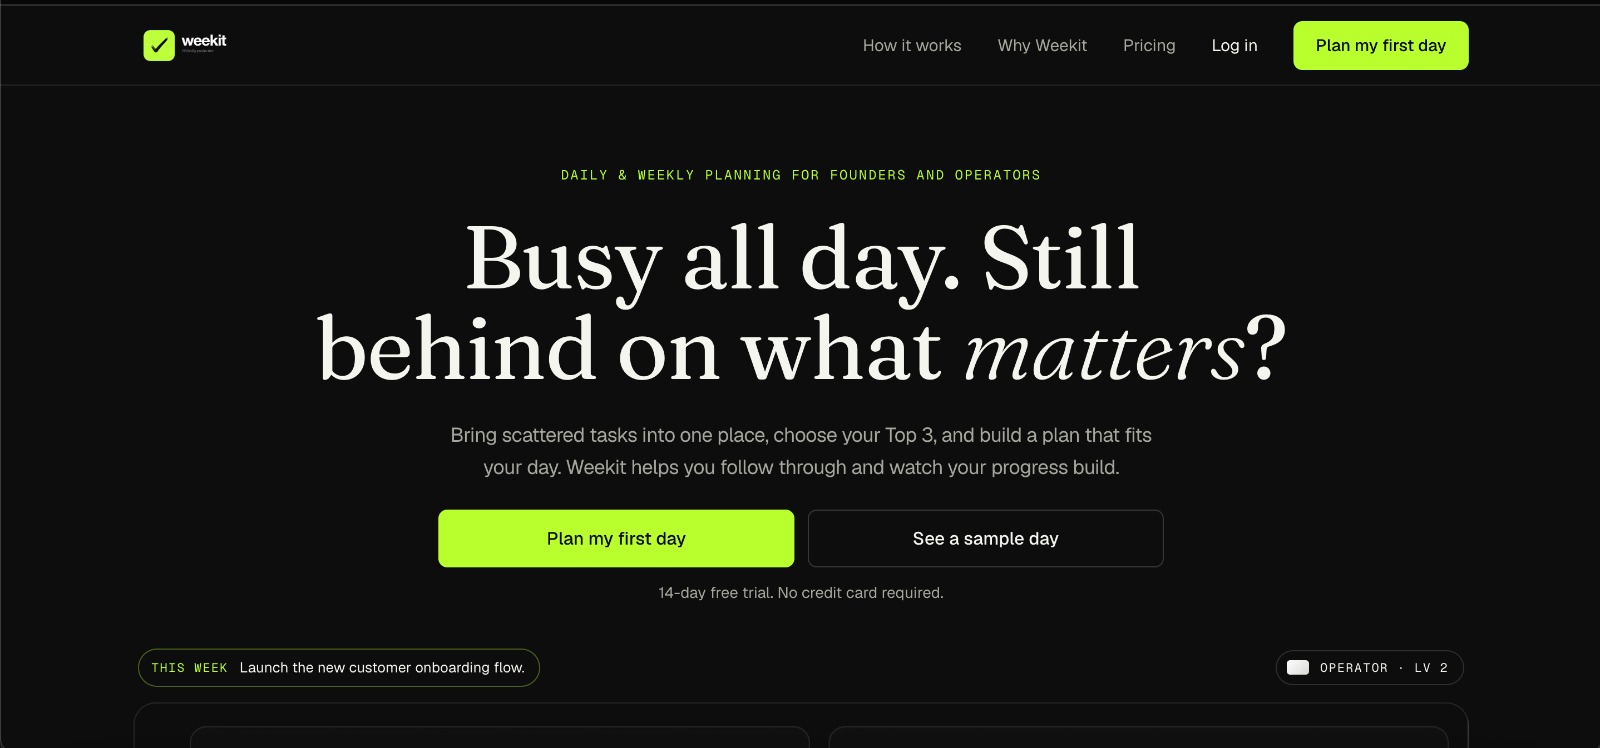 weekit
How it works
Why Weekit
Pricing
Log in
Plan my first day
DAILY & WEEKLY PLANNING FOR FOUNDERS AND OPERATORS
Busy all day. Still
behind on what matters?
Bring scattered tasks into one place, choose your Top 3, and build a plan that fits
your day. Weekit helps you follow through and watch your progress build.
Plan my first day
See a sample day
14-day free trial. No credit card required.
THIS WEEK Launch the new customer onboarding flow.
OPERATOR · LV 2